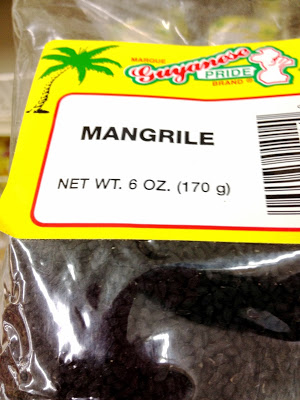 MARQUE
Guyanese
PRIDE
BRAND ®
MANGRILE
NET WT. 6 OZ. (170 g)